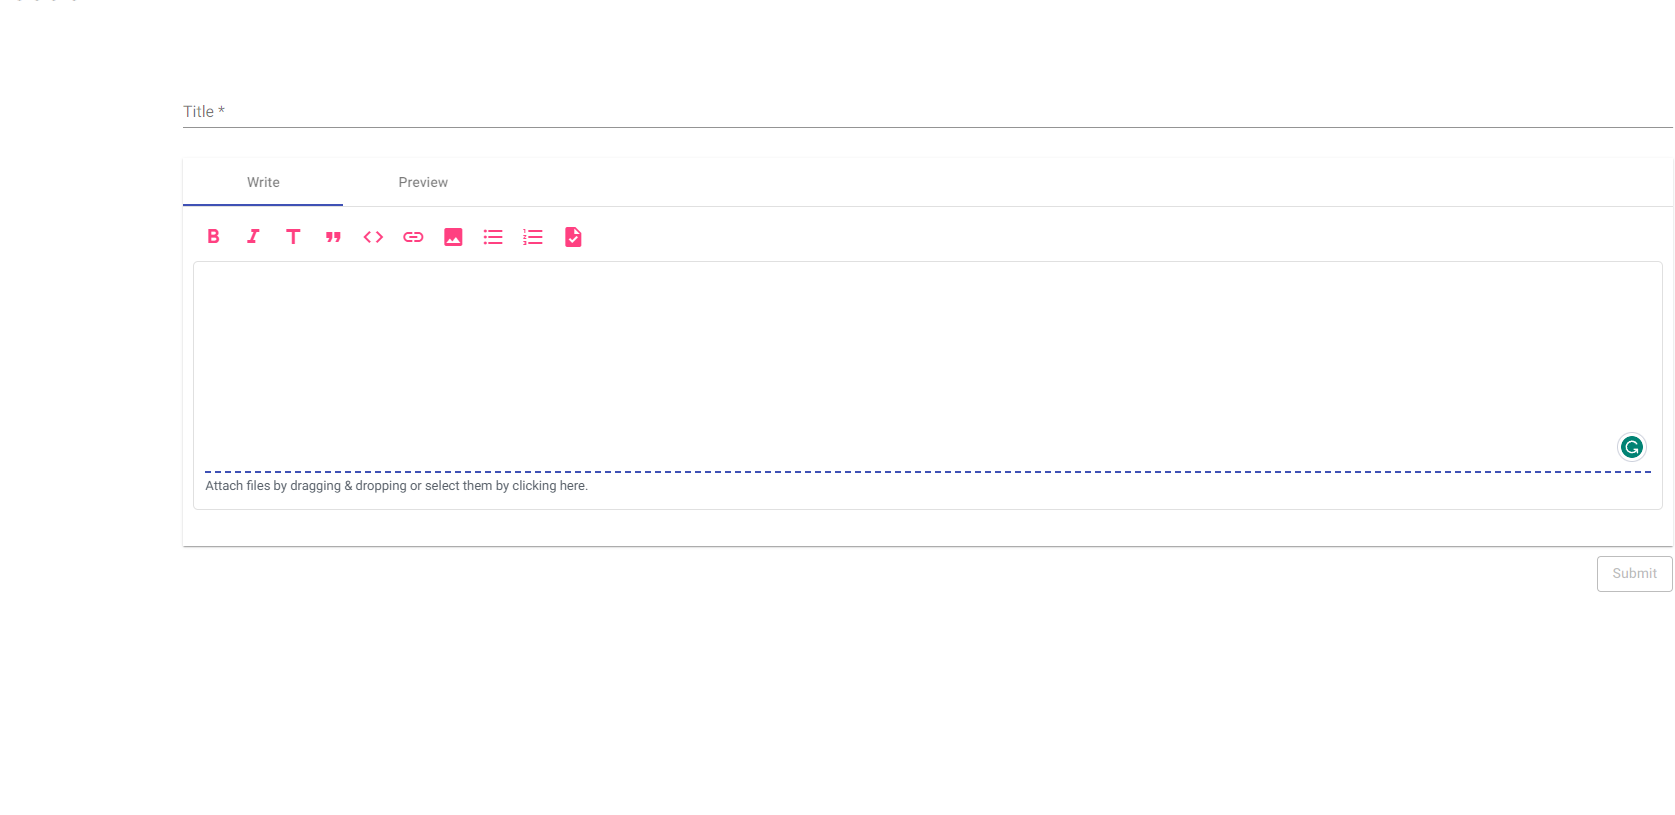 Title *
Write Preview
Attach files by dragging & dropping or select them by clicking here.
Submit